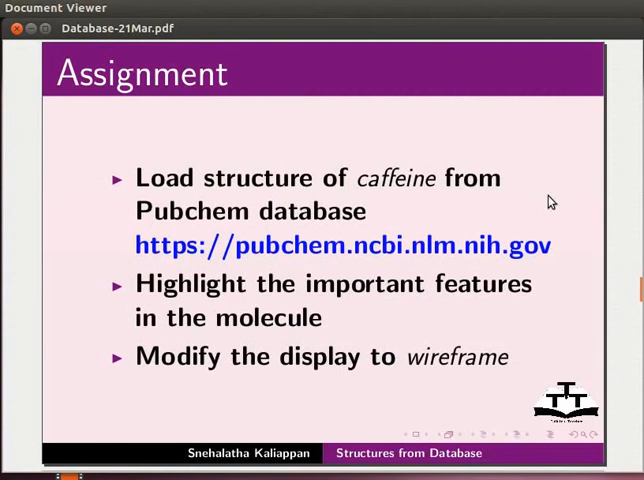 Document Viewer
Database-21Mar.pdf
Assignment
Load structure of caffeine from
Pubchem database
https://pubchem.ncbi.nlm.nih.gov
Highlight the important features
in the molecule
Modify the display to wireframe
Snehalatha Kaliappan
Structures from Database